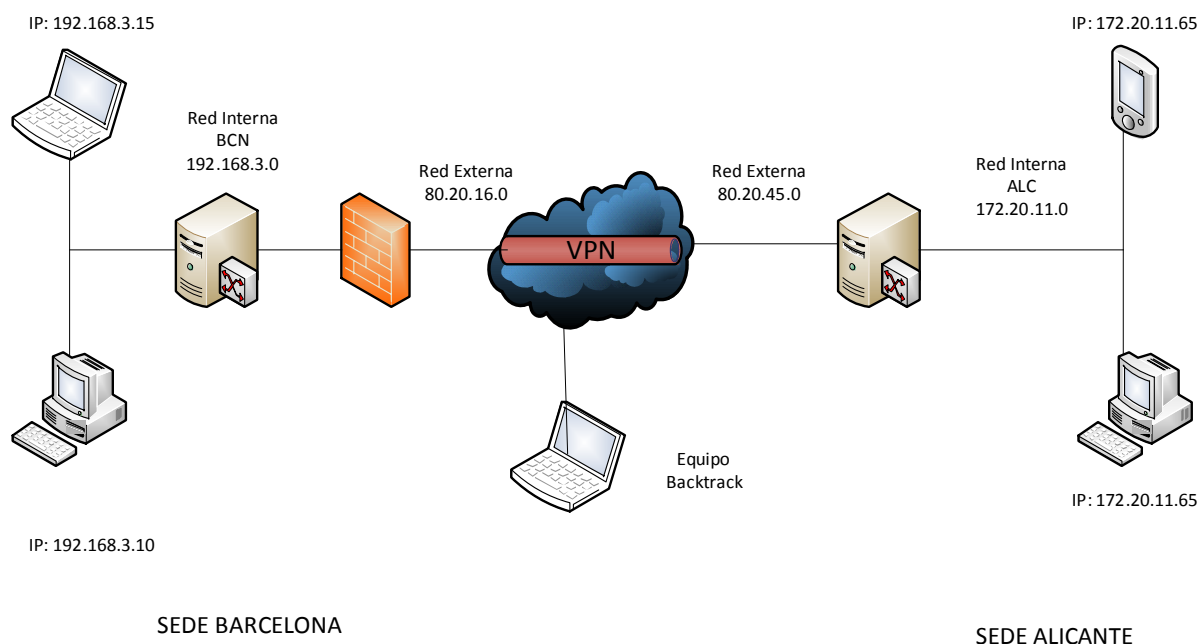 IP: 192.168.3.15
IP: 172.20.11.65
Red Interna
BCN
192.168.3.0
Red Externa
80.20.16.0
Red Externa
80.20.45.0
Red Interna
ALC
172.20.11.0
VPN
Equipo
Backtrack
IP: 172.20.11.65
IP: 192.168.3.10
SEDE BARCELONA
SEDE ALICANTE